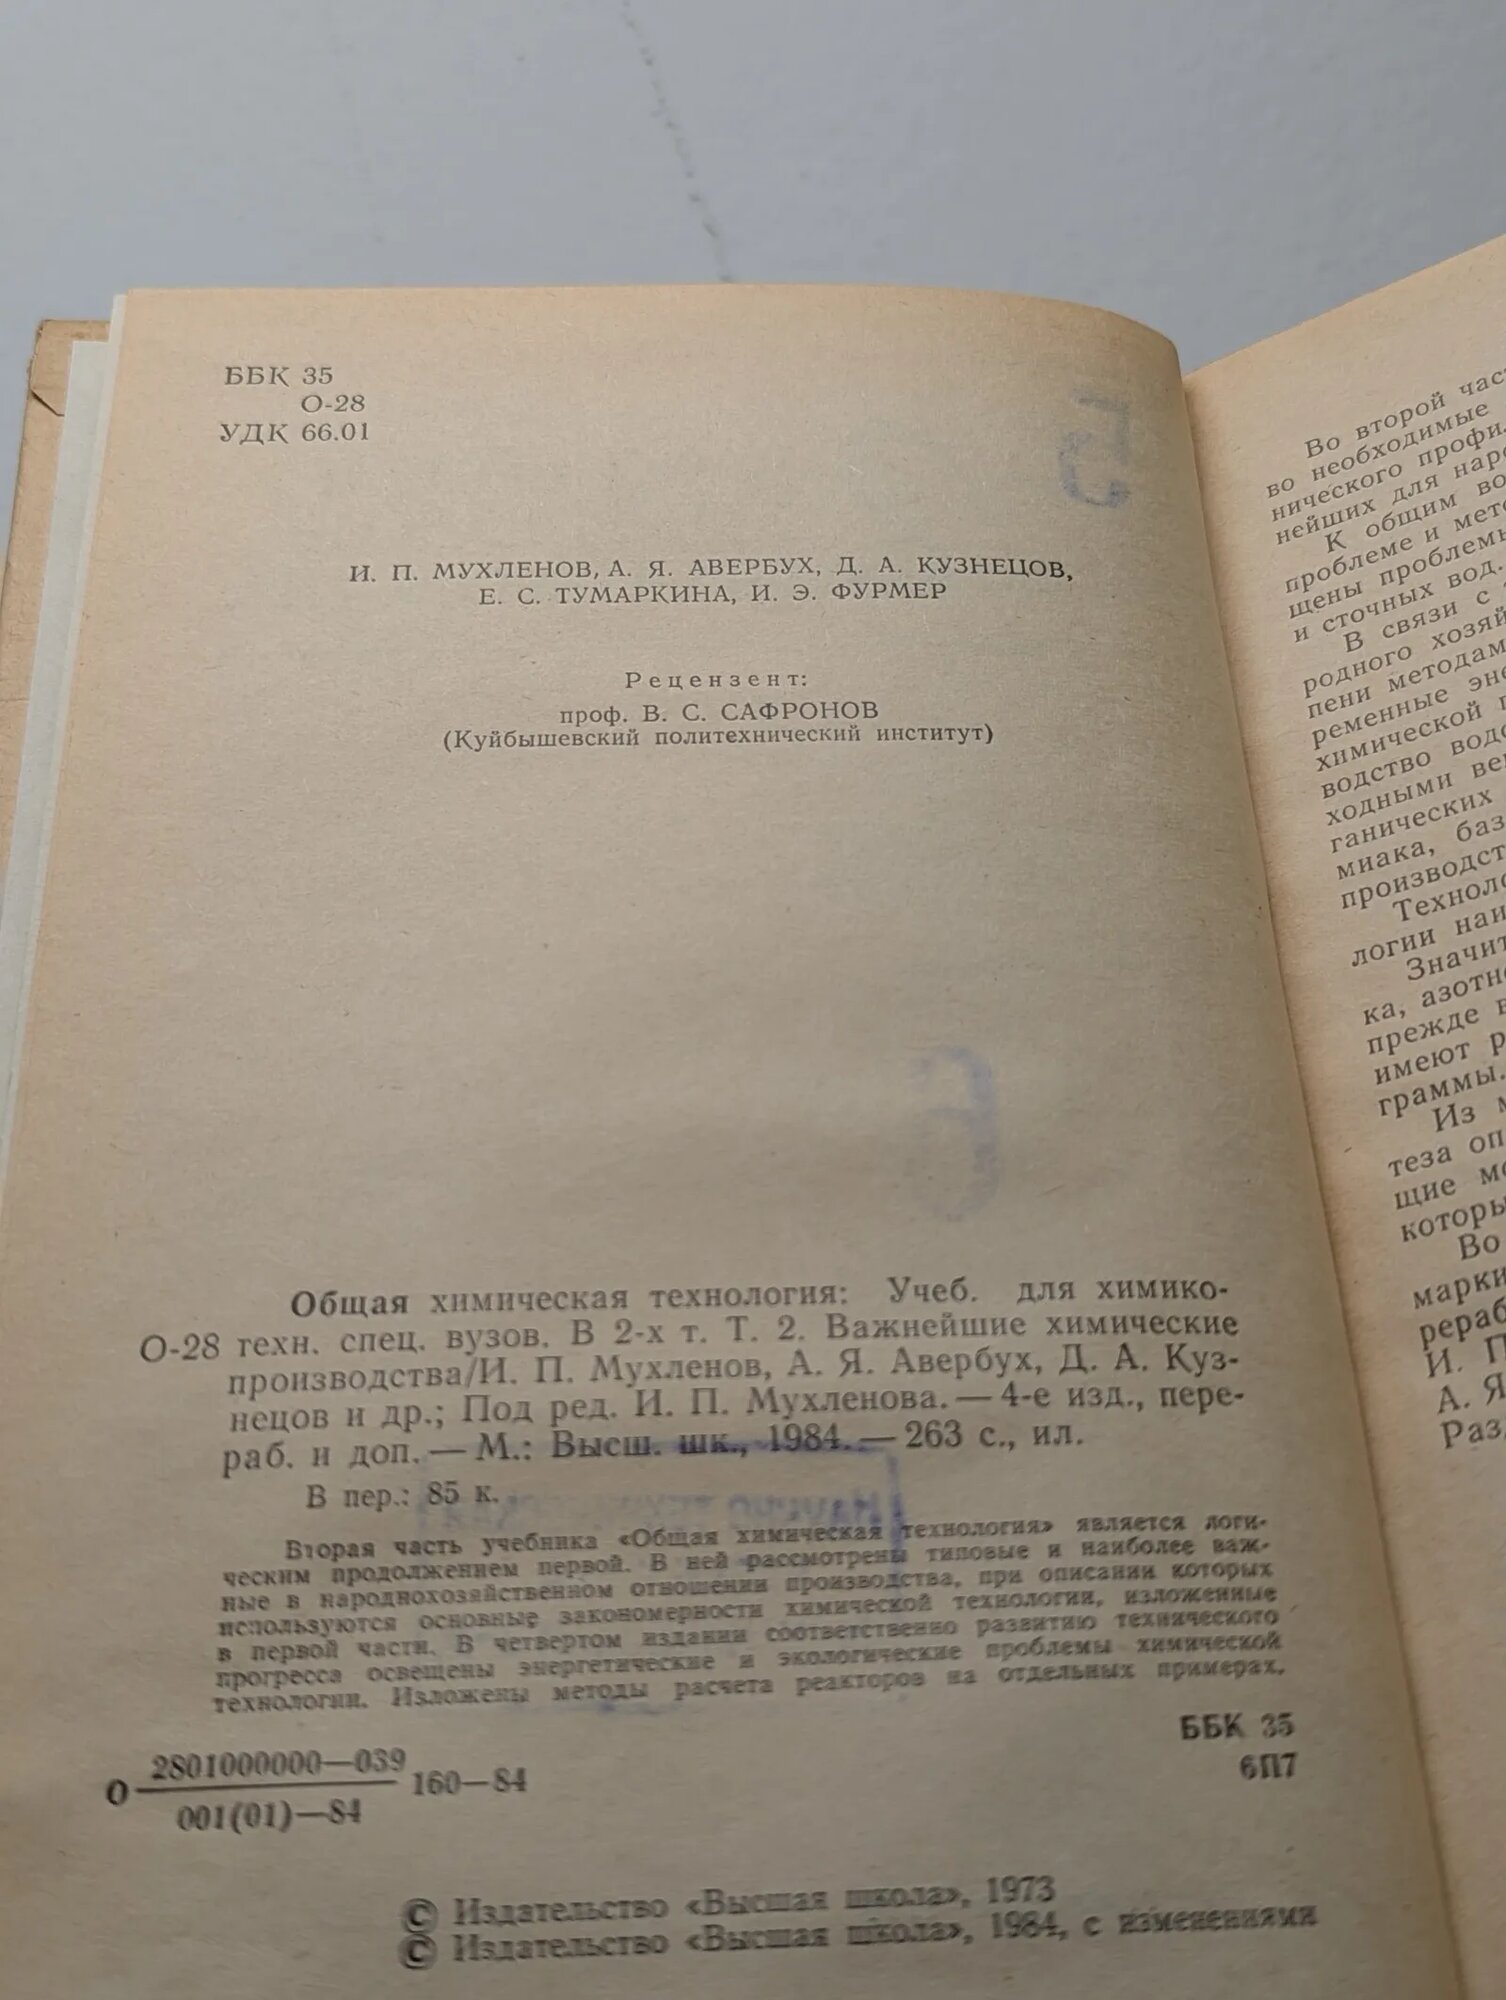 ББК 35
О-28
УДК 66.01
И. П. МУХЛЕНОВ, А. Я. АВЕРБУХ, Д. А. КУЗНЕЦОВ,
Е. С. ТУМАРКИНА, И. Э. ФУРМЕР
Рецензент:
проф. В. С. САФРОНОВ
(Куйбышевский политехнический институт)
Общая химическая технология: Учеб. для химико-
О-28 техн. спец. вузов. В 2-х т. Т. 2. Важнейшие химические
производства/И. П. Мухленов, А. Я. Авербух, Д. А. Куз-
нецов и др.; Под ред. И. П. Мухленова. — 4-е изд., пере-
раб. и доп. — М.: Высш. шк., 1984. — 263 с., ил.
В пер.: 85 к.
Вторая часть учебника «Общая химическая технология» является логи-
ческим продолжением первой. В ней рассмотрены типовые и наиболее важ-
ные в народнохозяйственном отношении производства, при описании которых
используются основные закономерности химической технологии, изложенные
в первой части. В четвертом издании соответственно развитию технического
прогресса освещены энергетические и экологические проблемы химической
технологии. Изложены методы расчета реакторов на отдельных примерах.
О 2801000000—039 160—84
001(01)—84
ББК 35
6П7
© Издательство «Высшая школа», 1973
© Издательство «Высшая школа», 1984, с изменениями
Во второй час
во необходимые
нического профи
нейших для нар
К общим во
проблеме и мет
щены проблемы
и сточных вод.
В связи с
родного хозяй
пени методам
ременные эне
химической п
водство вод
ходными ве
ганических
миака, баз
производст
Техноло
логии наи
Значит
ка, азотн
прежде в
имеют р
граммы.
Из м
теза оп
щие мо
которы
Во
марки
рераб
И. П
А. Я
Разд